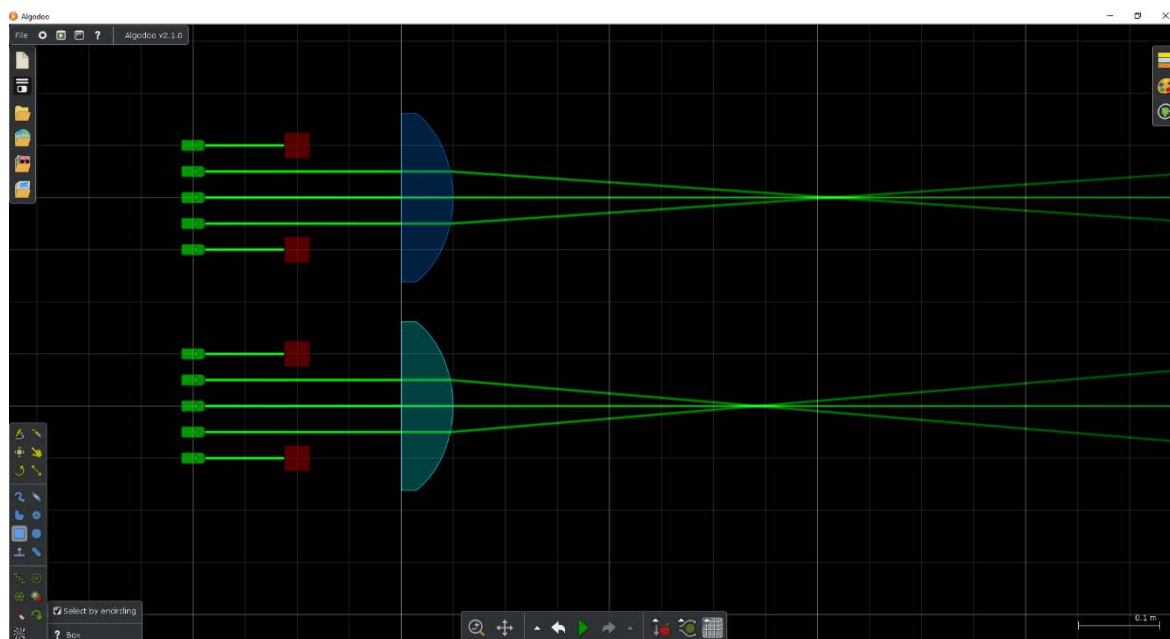 Algodoo
File ? Algodoo v2.1.0
Select by encircling
? Box
0.1 m